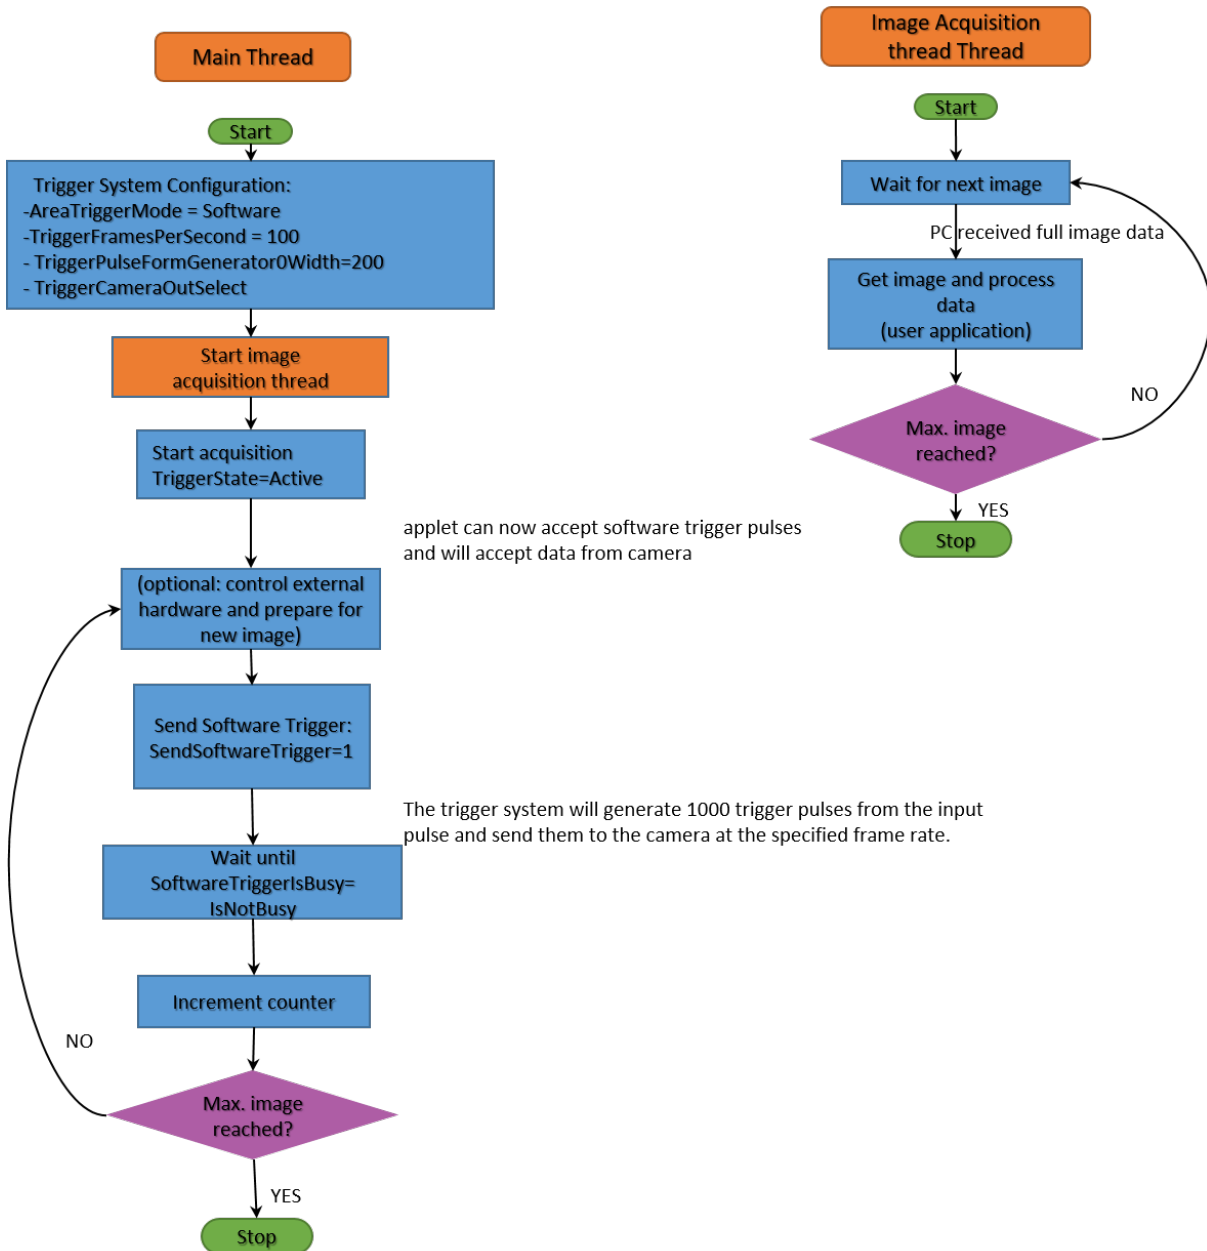 Main Thread
Start
Trigger System Configuration:
-AreaTriggerMode = Software
-TriggerFramesPerSecond = 100
- TriggerPulseFormGenerator0Width=200
- TriggerCameraOutSelect
Start image
acquisition thread
Start acquisition
TriggerState=Active
applet can now accept software trigger pulses
and will accept data from camera
(optional: control external
hardware and prepare for
new image)
Send Software Trigger:
SendSoftwareTrigger=1
The trigger system will generate 1000 trigger pulses from the input
pulse and send them to the camera at the specified frame rate.
Wait until
SoftwareTriggerIsBusy=
IsNotBusy
Increment counter
NO
Max. image
reached?
YES
Stop
Image Acquisition
thread Thread
Start
Wait for next image
PC received full image data
Get image and process
data
(user application)
NO
Max. image
reached?
YES
Stop